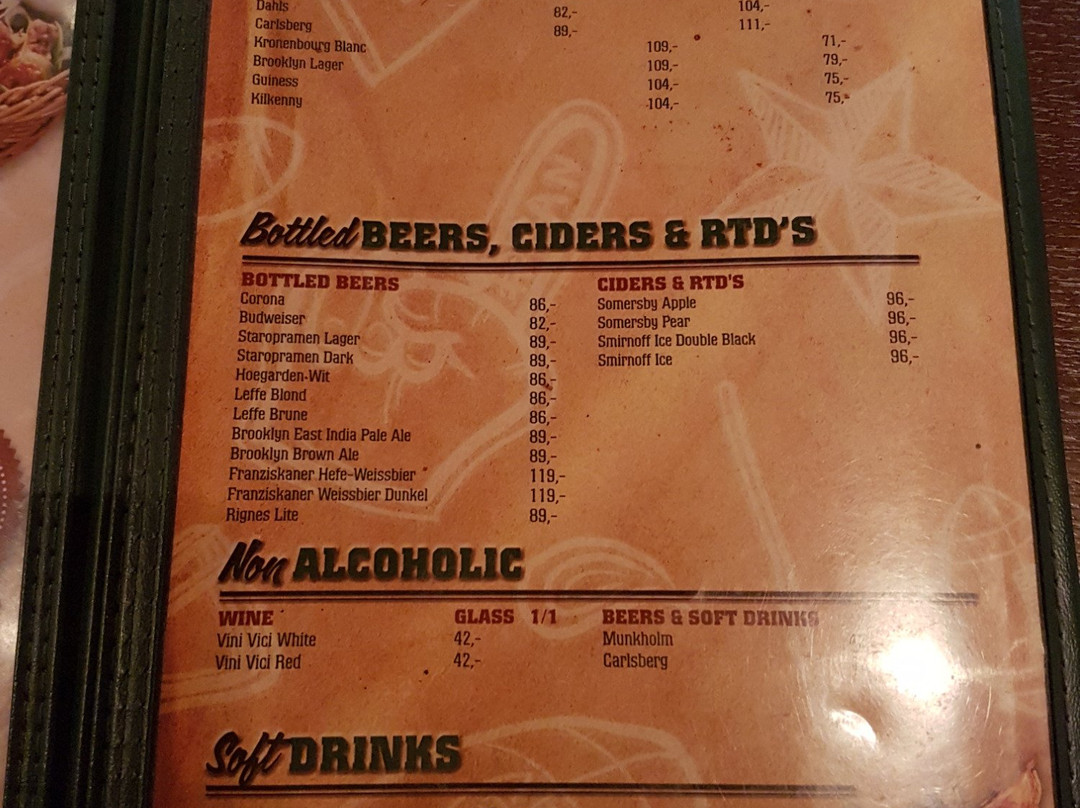 Dahls 82,- 104,-
Carlsberg 89,- 111,-
Kronenbourg Blanc 109,- 71,-
Brooklyn Lager 109,- 79,-
Guiness 104,- 75,-
Kilkenny 104,- 75,-
Bottled BEERS, CIDERS & RTD'S
BOTTLED BEERS
Corona 86,-
Budweiser 82,-
Staropramen Lager 89,-
Staropramen Dark 89,-
Hoegarden-Wit 86,-
Leffe Blond 86,-
Leffe Brune 86,-
Brooklyn East India Pale Ale 89,-
Brooklyn Brown Ale 89,-
Franziskaner Hefe-Weissbier 119,-
Franziskaner Weissbier Dunkel 119,-
Rignes Lite 89,-
CIDERS & RTD'S
Somersby Apple 96,-
Somersby Pear 96,-
Smirnoff Ice Double Black 96,-
Smirnoff Ice 96,-
Non ALCOHOLIC
WINE GLASS 1/1
Vini Vici White 42,-
Vini Vici Red 42,-
BEERS & SOFT DRINKS
Munkholm
Carlsberg
Soft DRINKS